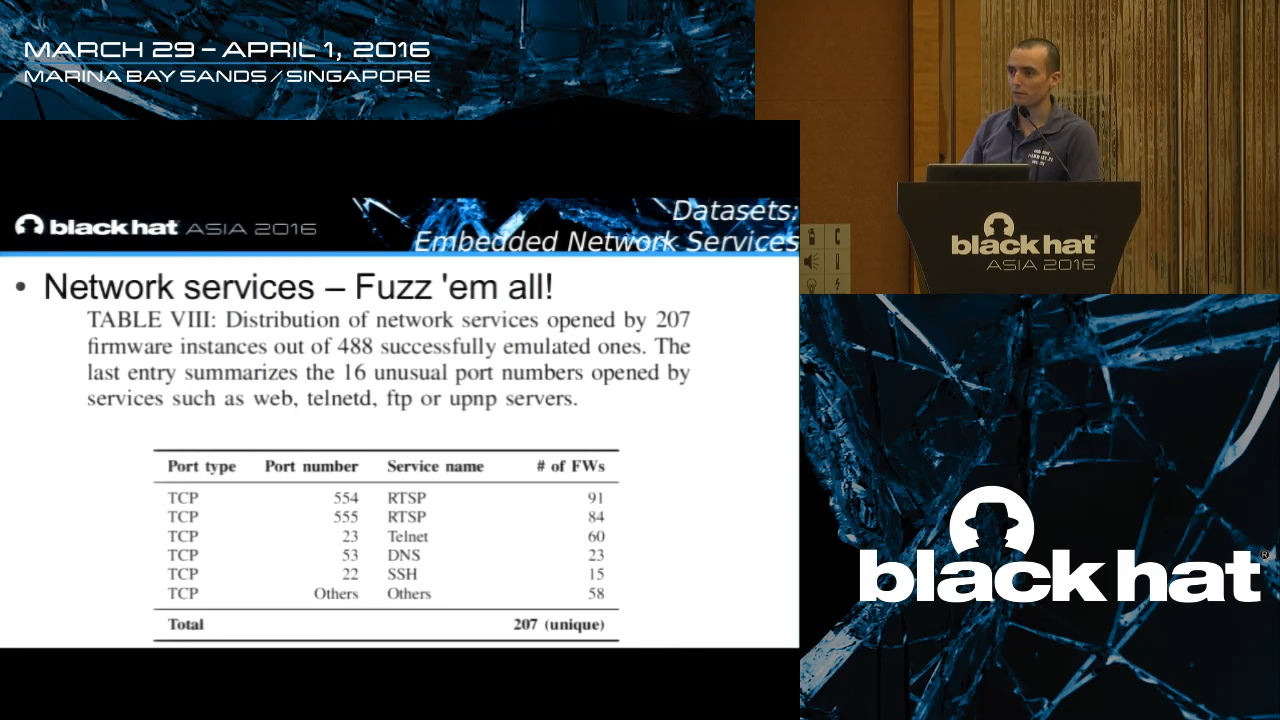 MARCH 29 – APRIL 1, 2016
MARINA BAY SANDS / SINGAPORE
black hat ASIA 2016
Datasets:
Embedded Network Services
• Network services – Fuzz 'em all!
TABLE VIII: Distribution of network services opened by 207
firmware instances out of 488 successfully emulated ones. The
last entry summarizes the 16 unusual port numbers opened by
services such as web, telnetd, ftp or upnp servers.
Port type Port number Service name # of FWs
TCP 554 RTSP 91
TCP 555 RTSP 84
TCP 23 Telnet 60
TCP 53 DNS 23
TCP 22 SSH 15
TCP Others Others 58
Total 207 (unique)
black hat
ASIA 2016
black hat®